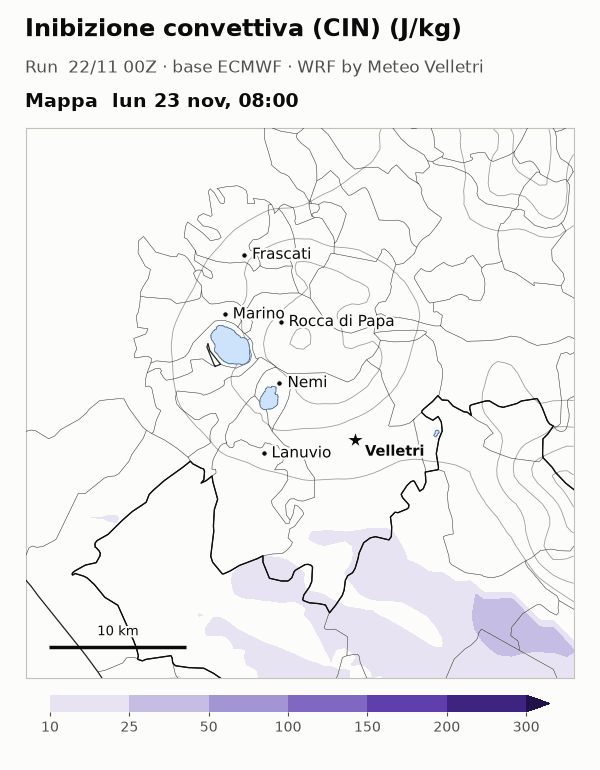 Inibizione convettiva (CIN) (J/kg)
Run  22/11 00Z · base ECMWF · WRF by Meteo Velletri
Mappa  lun 23 nov, 08:00
Frascati
Marino
Rocca di Papa
Nemi
Velletri
Lanuvio
10 km
10 25 50 100 150 200 300